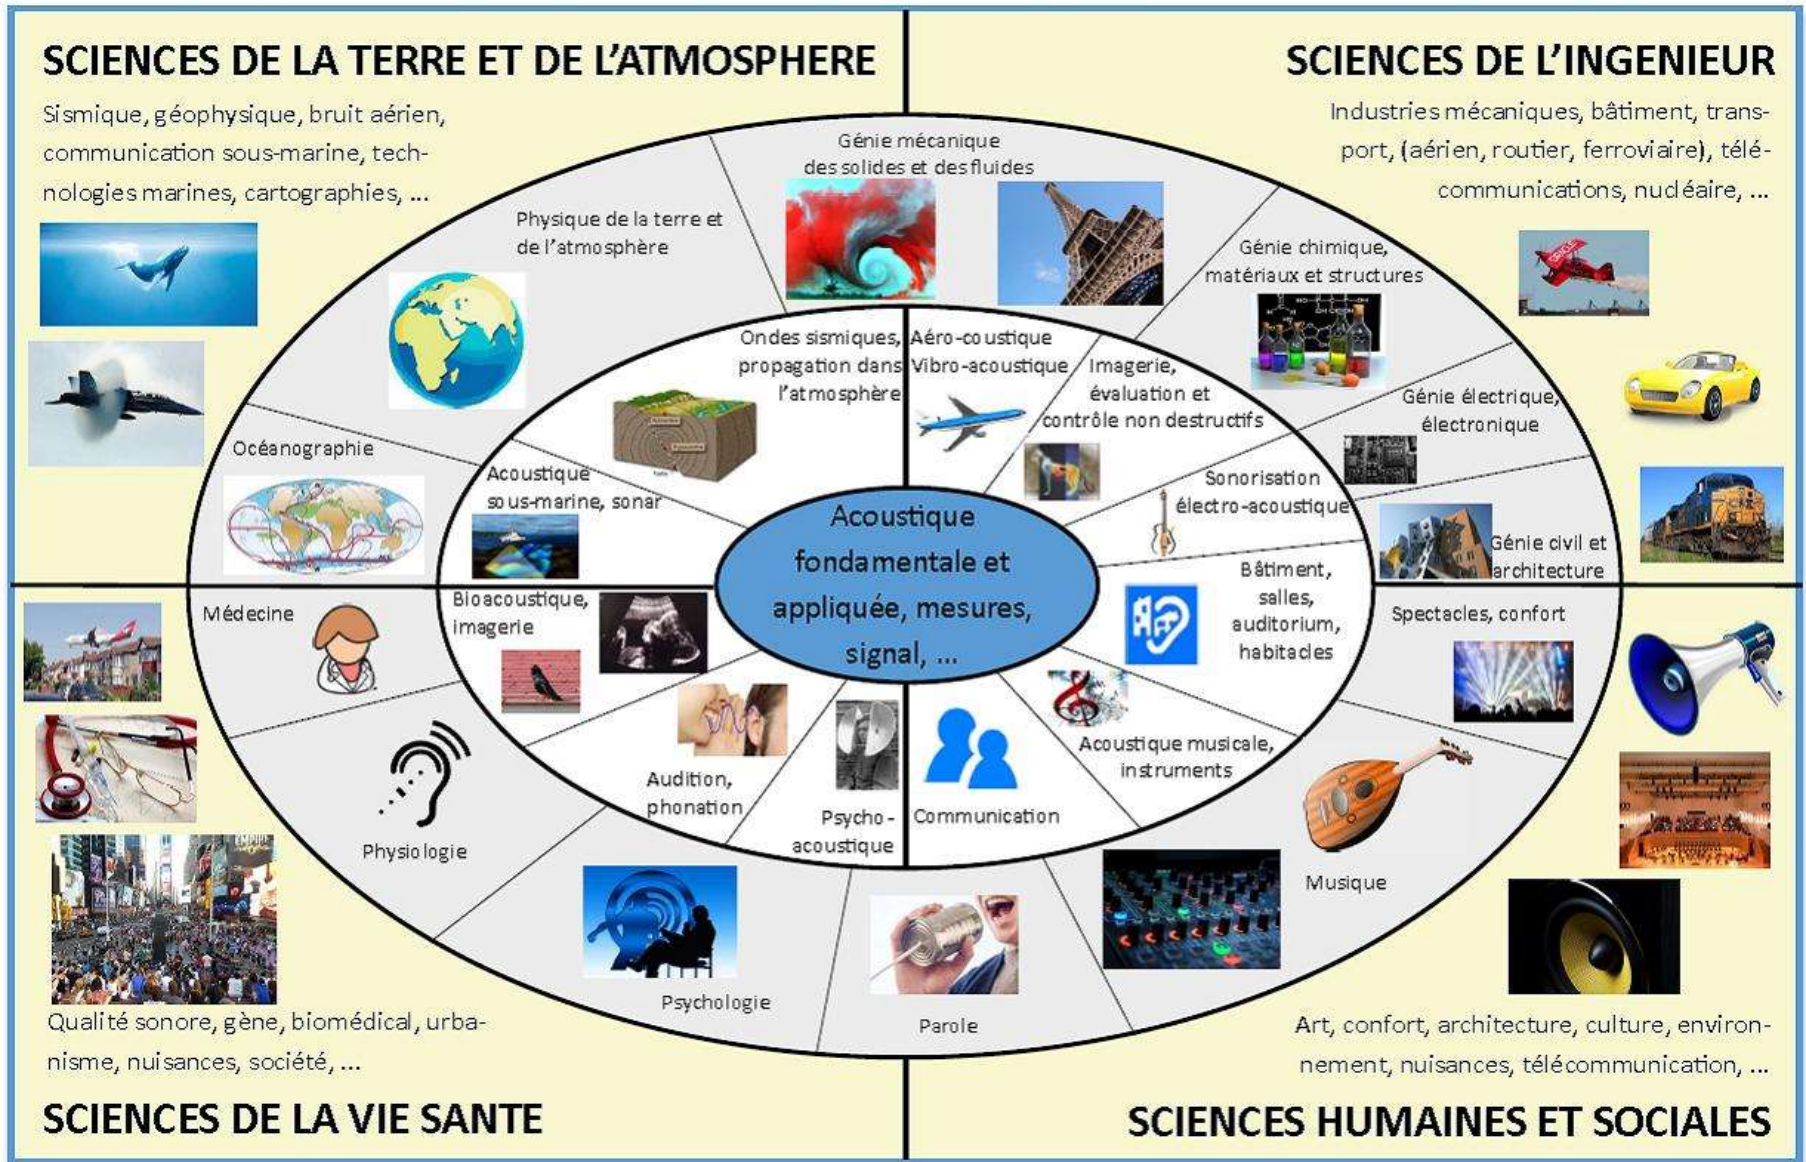 SCIENCES DE LA TERRE ET DE L'ATMOSPHERE
Sismique, géophysique, bruit aérien,
communication sous-marine, tech-
nologies marines, cartographies, ...
SCIENCES DE L'INGENIEUR
Industries mécaniques, bâtiment, trans-
port, (aérien, routier, ferroviaire), télé-
communications, nucléaire, ...
Génie mécanique
des solides et des fluides
Physique de la terre et
de l'atmosphère
Génie chimique,
matériaux et structures
ORACLE
Génie électrique,
électronique
Océanographie
Génie civil et
architecture
Ondes sismiques,
propagation dans
l'atmosphère
Aéro-coustique
Vibro-acoustique
Imagerie,
évaluation et
contrôle non destructifs
Acoustique
sous-marine, sonar
Sonorisation
électro-acoustique
Acoustique
fondamentale et
appliquée, mesures,
signal, ...
Bioacoustique,
imagerie
Bâtiment,
salles,
auditorium,
habitacles
Audition,
phonation
Psycho-
acoustique
Communication
Acoustique musicale,
instruments
Médecine
Spectacles, confort
Physiologie
Musique
Psychologie
Parole
Qualité sonore, gène, biomédical, urba-
nisme, nuisances, société, ...
SCIENCES DE LA VIE SANTE
Art, confort, architecture, culture, environ-
nement, nuisances, télécommunication, ...
SCIENCES HUMAINES ET SOCIALES